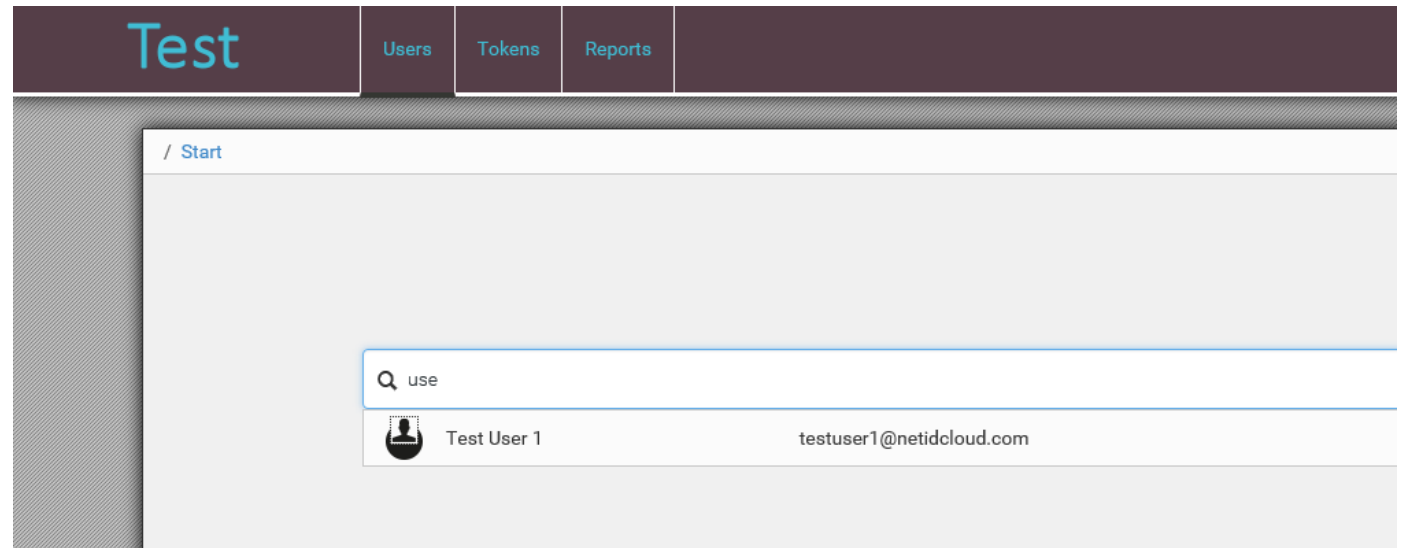 Test
Users Tokens Reports
/ Start
use
Test User 1 testuser1@netidcloud.com